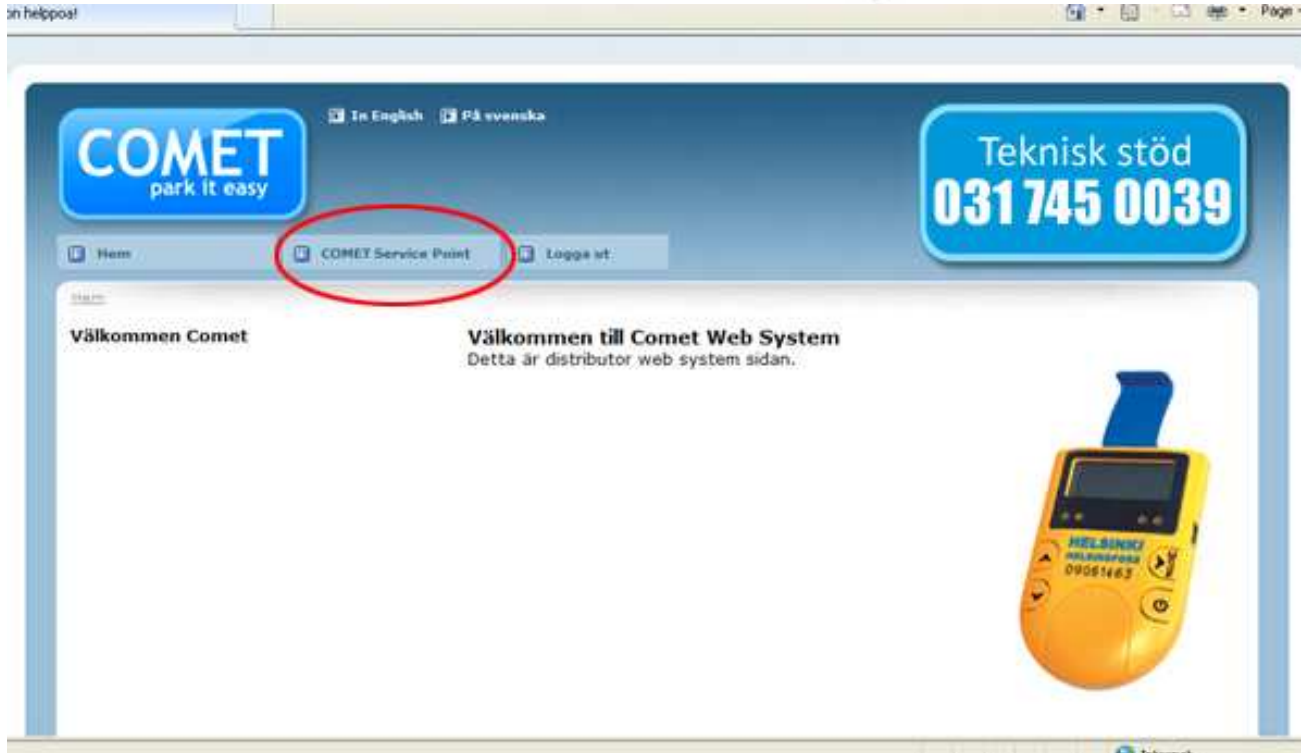 on helppoa!
Page
COMET
park it easy
In English
På svenska
Teknisk stöd
031 745 0039
Hem
COMET Service Point
Logga ut
Hem
Välkommen Comet
Välkommen till Comet Web System
Detta är distributor web system sidan.
HELSINKI
HELSINGFORS
09061463